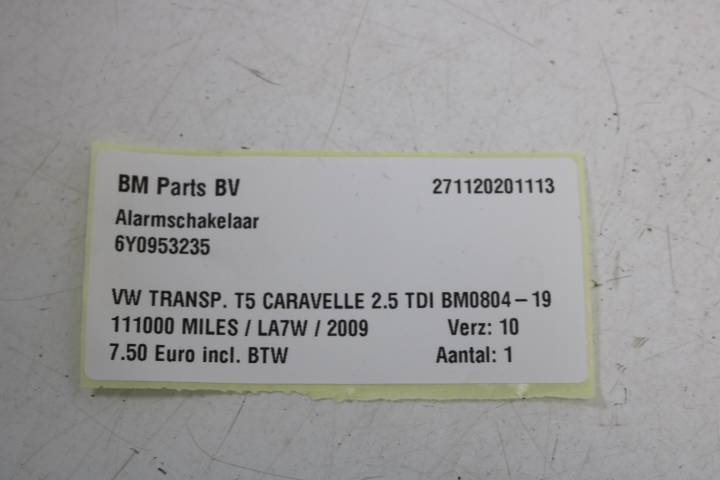 BM Parts BV 271120201113
Alarmschakelaar
6Y0953235
VW TRANSP. T5 CARAVELLE 2.5 TDI BM0804-19
111000 MILES / LA7W / 2009 Verz: 10
7.50 Euro incl. BTW Aantal: 1